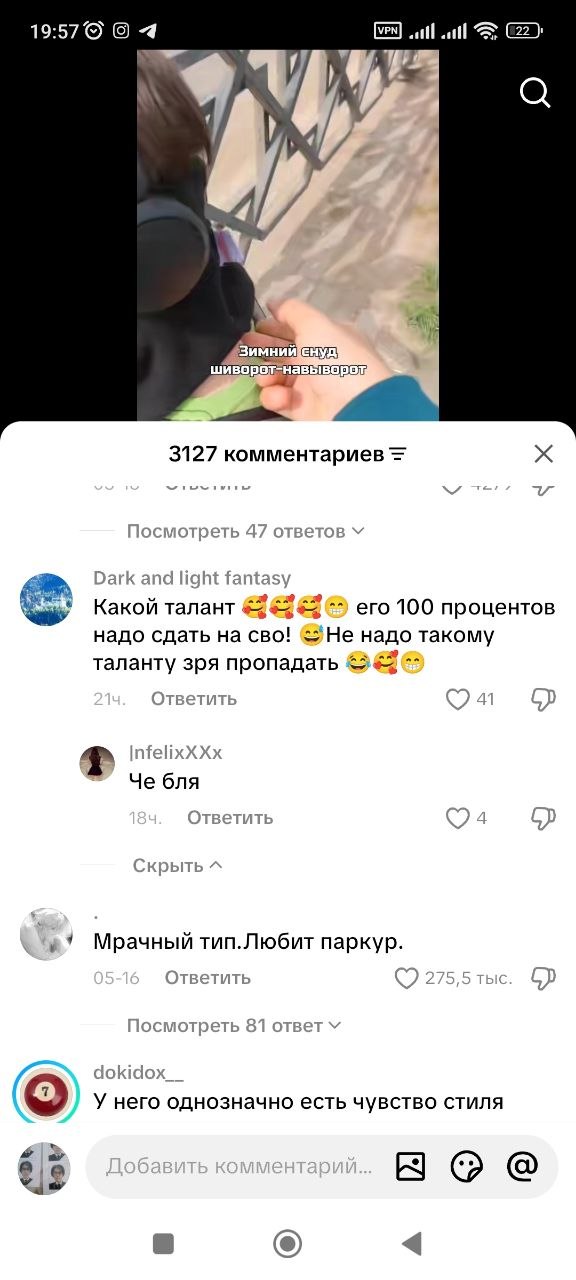 19:57
VPN
22
Зимний снуд
шиворот-навыворот
3127 комментариев
Ответить
Посмотреть 47 ответов
Dark and light fantasy
Какой талант 🥰🥰🥰😁 его 100 процентов
надо сдать на сво! 😅Не надо такому
таланту зря пропадать 😂🥰😁
21ч. Ответить 41
|nfelixXXx
Че бля
18ч. Ответить 4
Скрыть
.
Мрачный тип.Любит паркур.
05-16 Ответить 275,5 тыс.
Посмотреть 81 ответ
dokidox__
7
У него однозначно есть чувство стиля
Добавить комментарий...